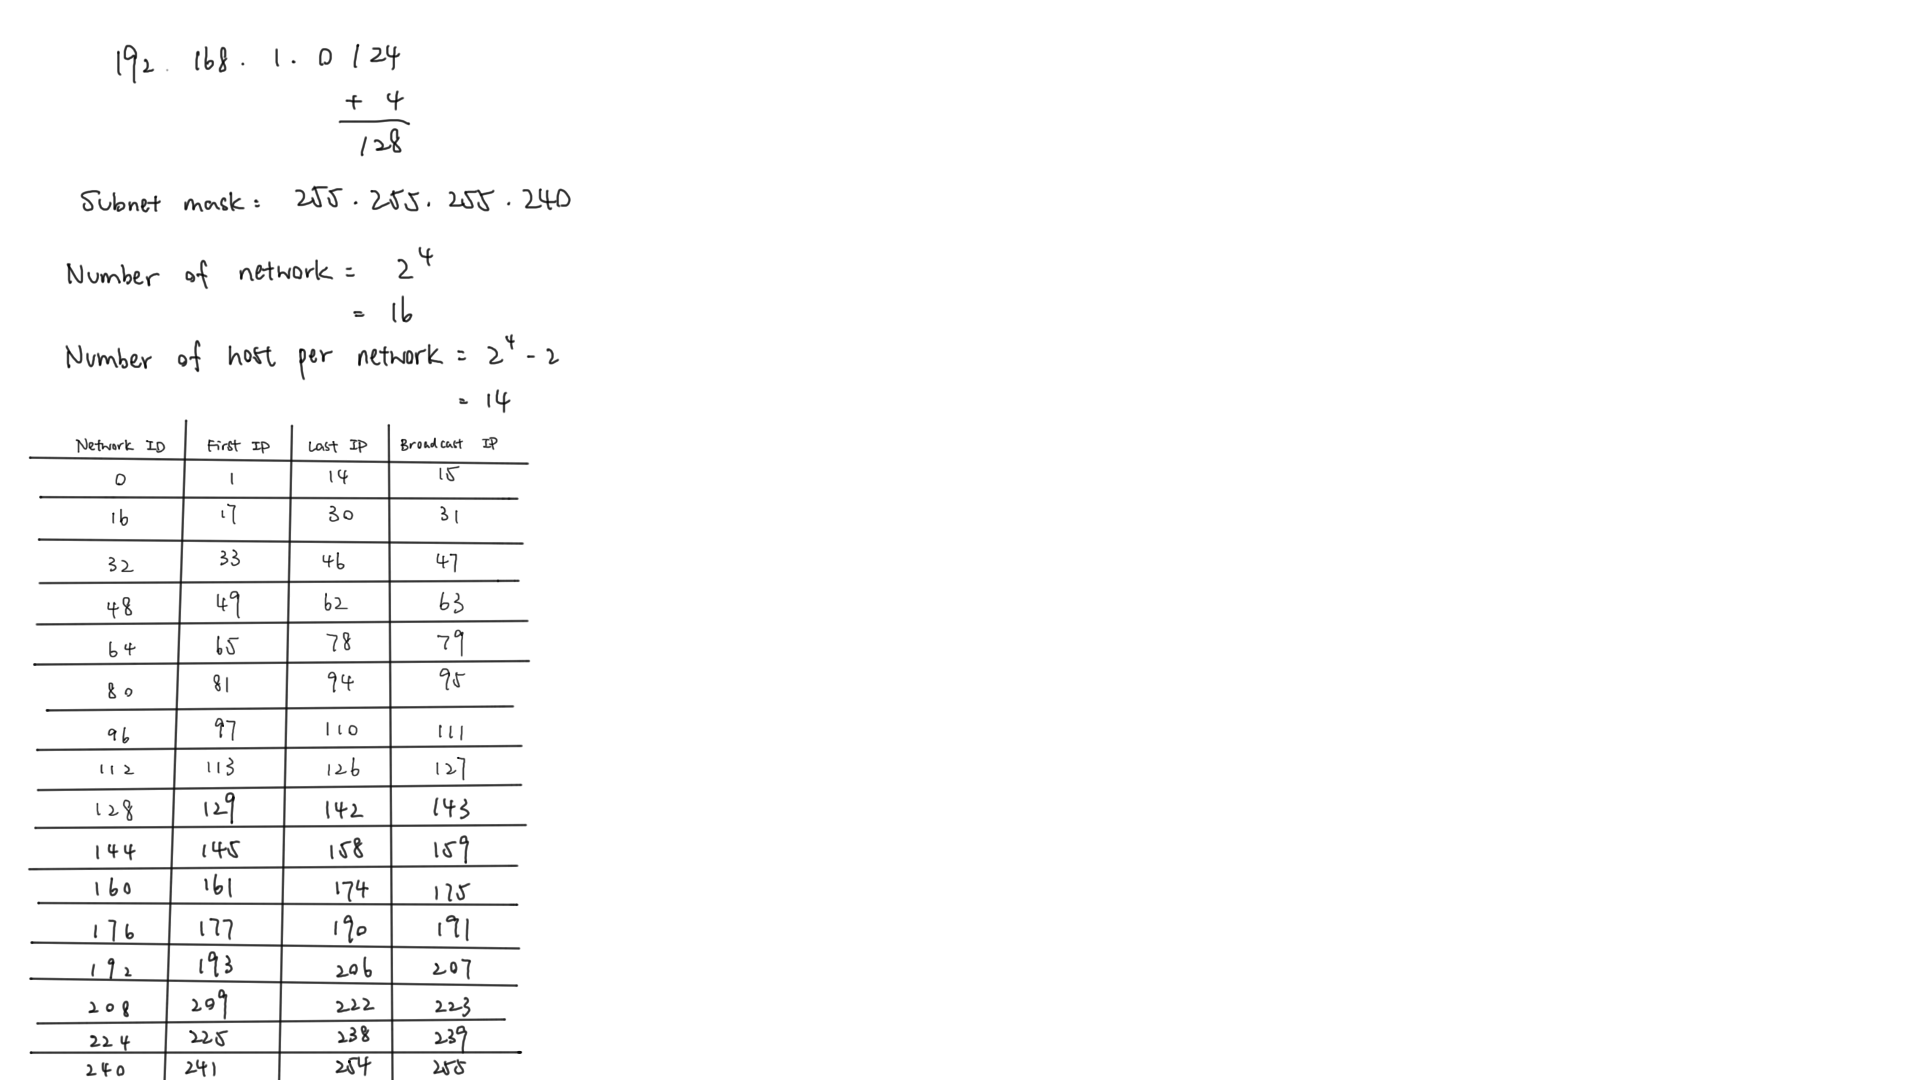 192. 168. 1. 0 / 24
+ 4
/ 28
Subnet mask: 255. 255. 255. 240
Number of network = 2⁴
= 16
Number of host per network = 2⁴ - 2
= 14
Network ID First IP Last IP Broadcast IP
0 1 14 15
16 17 30 31
32 33 46 47
48 49 62 63
64 65 78 79
80 81 94 95
96 97 110 111
112 113 126 127
128 129 142 143
144 145 158 159
160 161 174 175
176 177 190 191
192 193 206 207
208 209 222 223
224 225 238 239
240 241 254 255